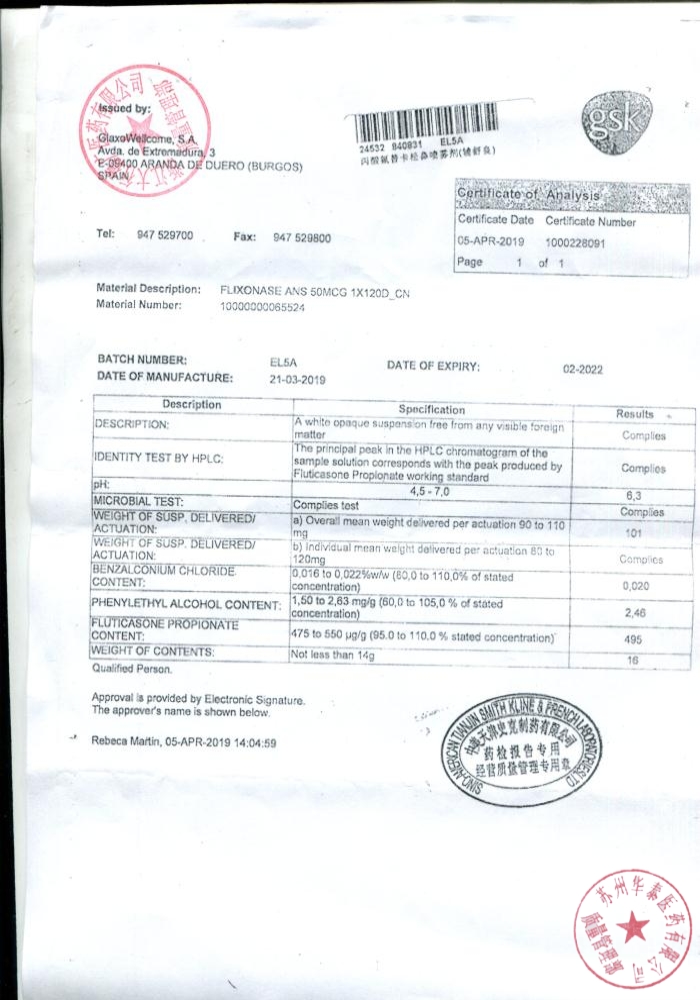 Issued by:
GlaxoWellcome, S.A.
Avda. de Extremadura, 3
E-09400 ARANDA DE DUERO (BURGOS)
SPAIN
24532 840831 EL5A
丙酸氟替卡松鼻喷雾剂(辅舒良)
gsk
Certificate of Analysis
Certificate Date Certificate Number
05-APR-2019 1000228091
Page 1 of 1
Tel: 947 529700 Fax: 947 529800
Material Description: FLIXONASE ANS 50MCG 1X120D_CN
Material Number: 10000000065524
BATCH NUMBER: EL5A DATE OF EXPIRY: 02-2022
DATE OF MANUFACTURE: 21-03-2019
Description Specification Results
DESCRIPTION: A white opaque suspension free from any visible foreign
matter Complies
IDENTITY TEST BY HPLC: The principal peak in the HPLC chromatogram of the
sample solution corresponds with the peak produced by
Fluticasone Propionate working standard Complies
pH: 4,5 - 7,0 6,3
MICROBIAL TEST: Complies test Complies
WEIGHT OF SUSP. DELIVERED/
ACTUATION: a) Overall mean weight delivered per actuation 90 to 110
mg 101
WEIGHT OF SUSP. DELIVERED/
ACTUATION: b) Individual mean weight delivered per actuation 80 to
120mg Complies
BENZALCONIUM CHLORIDE
CONTENT: 0,016 to 0,022%w/w (80,0 to 110,0% of stated
concentration) 0,020
PHENYLETHYL ALCOHOL CONTENT: 1,50 to 2,63 mg/g (60,0 to 105,0 % of stated
concentration) 2,46
FLUTICASONE PROPIONATE
CONTENT: 475 to 550 µg/g (95.0 to 110.0 % stated concentration) 495
WEIGHT OF CONTENTS: Not less than 14g 16
Qualified Person.
Approval is provided by Electronic Signature.
The approver's name is shown below.
Rebeca Martin, 05-APR-2019 14:04:59
SINO-AMERICAN TIANJIN SMITH KLINE & FRENCH LABORATORIES LTD
中美天津史克制药有限公司
药检报告专用
经营质量管理专用章
苏州华泰医药有限公司
质量管理部